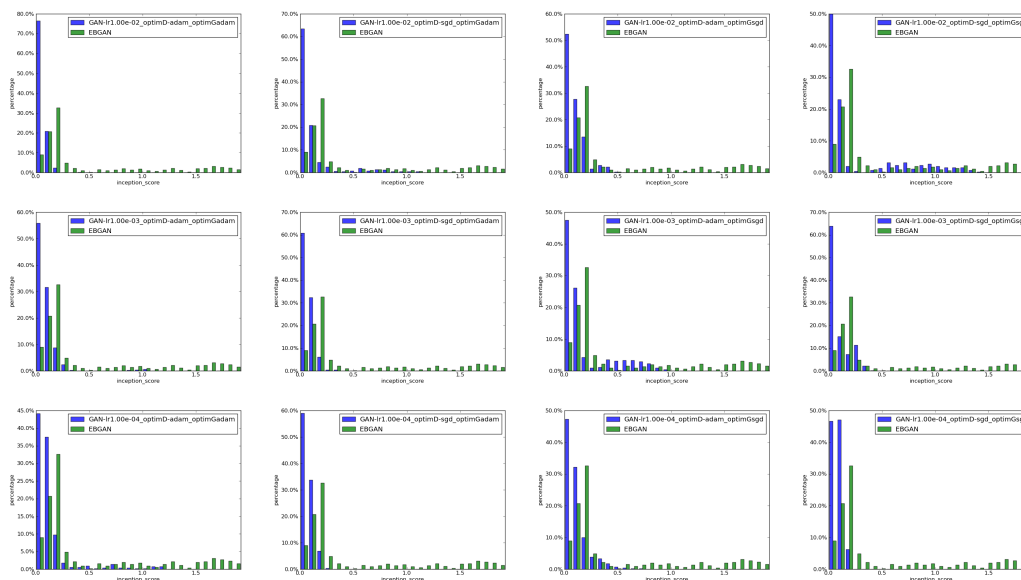 GAN-lr1.00e-02_optimD-adam_optimGadam
EBGAN
80.0%
70.0%
60.0%
50.0%
40.0%
30.0%
20.0%
10.0%
0.0%
percentage
0.0 0.5 1.0 1.5
inception_score
GAN-lr1.00e-02_optimD-sgd_optimGadam
EBGAN
70.0%
60.0%
50.0%
40.0%
30.0%
20.0%
10.0%
0.0%
percentage
0.0 0.5 1.0 1.5
inception_score
GAN-lr1.00e-02_optimD-adam_optimGsgd
EBGAN
60.0%
50.0%
40.0%
30.0%
20.0%
10.0%
0.0%
percentage
0.0 0.5 1.0 1.5
inception_score
GAN-lr1.00e-02_optimD-sgd_optimGsg
EBGAN
50.0%
40.0%
30.0%
20.0%
10.0%
0.0%
percentage
0.0 0.5 1.0 1.5
inception_score
GAN-lr1.00e-03_optimD-adam_optimGadam
EBGAN
60.0%
50.0%
40.0%
30.0%
20.0%
10.0%
0.0%
percentage
0.0 0.5 1.0 1.5
inception_score
GAN-lr1.00e-03_optimD-sgd_optimGadam
EBGAN
70.0%
60.0%
50.0%
40.0%
30.0%
20.0%
10.0%
0.0%
percentage
0.0 0.5 1.0 1.5
inception_score
GAN-lr1.00e-03_optimD-adam_optimGsgd
EBGAN
50.0%
40.0%
30.0%
20.0%
10.0%
0.0%
percentage
0.0 0.5 1.0 1.5
inception_score
GAN-lr1.00e-03_optimD-sgd_optimGsg
EBGAN
70.0%
60.0%
50.0%
40.0%
30.0%
20.0%
10.0%
0.0%
percentage
0.0 0.5 1.0 1.5
inception_score
GAN-lr1.00e-04_optimD-adam_optimGadam
EBGAN
45.0%
40.0%
35.0%
30.0%
25.0%
20.0%
15.0%
10.0%
5.0%
0.0%
percentage
0.0 0.5 1.0 1.5
inception_score
GAN-lr1.00e-04_optimD-sgd_optimGadam
EBGAN
60.0%
50.0%
40.0%
30.0%
20.0%
10.0%
0.0%
percentage
0.0 0.5 1.0 1.5
inception_score
GAN-lr1.00e-04_optimD-adam_optimGsgd
EBGAN
50.0%
40.0%
30.0%
20.0%
10.0%
0.0%
percentage
0.0 0.5 1.0 1.5
inception_score
GAN-lr1.00e-04_optimD-sgd_optimGsg
EBGAN
50.0%
40.0%
30.0%
20.0%
10.0%
0.0%
percentage
0.0 0.5 1.0 1.5
inception_score